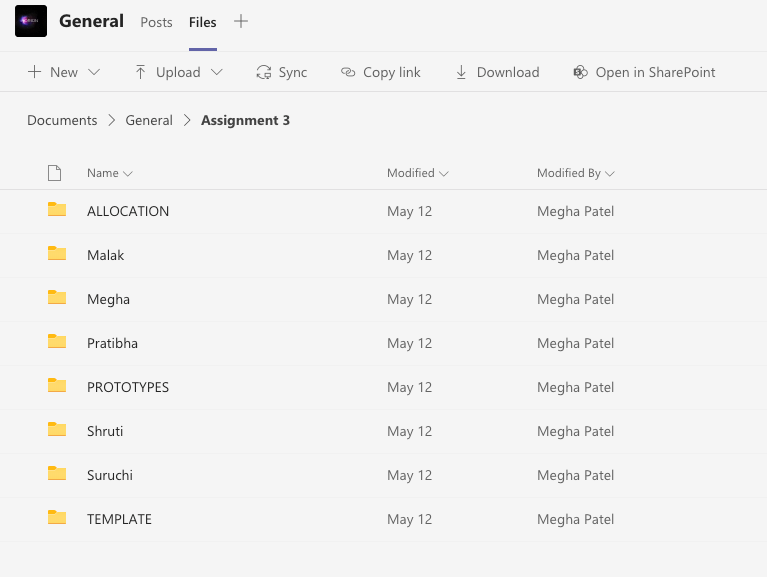 General Posts Files
New Upload Sync Copy link Download Open in SharePoint
Documents General Assignment 3
Name Modified Modified By
ALLOCATION May 12 Megha Patel
Malak May 12 Megha Patel
Megha May 12 Megha Patel
Pratibha May 12 Megha Patel
PROTOTYPES May 12 Megha Patel
Shruti May 12 Megha Patel
Suruchi May 12 Megha Patel
TEMPLATE May 12 Megha Patel